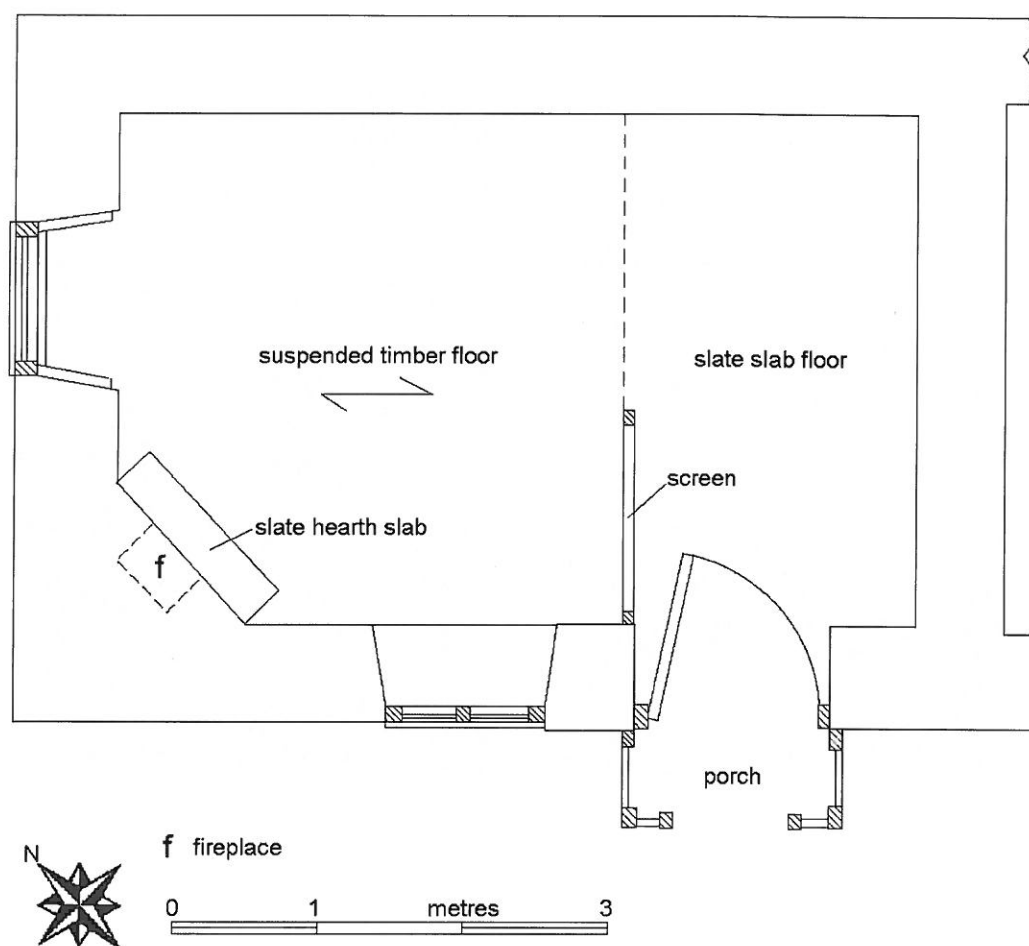 suspended timber floor
slate slab floor
screen
slate hearth slab
f
porch
N
f fireplace
0 1 metres 3